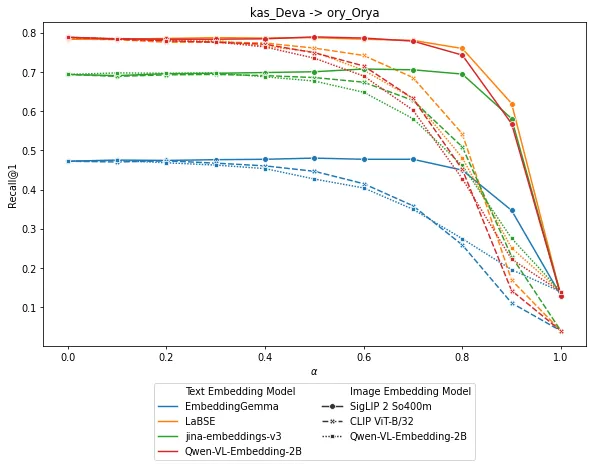 kas_Deva -> ory_Orya
0.8
0.7
0.6
0.5
0.4
0.3
0.2
0.1
Recall@1
0.0 0.2 0.4 0.6 0.8 1.0
α
Text Embedding Model
EmbeddingGemma
LaBSE
jina-embeddings-v3
Qwen-VL-Embedding-2B
Image Embedding Model
SigLIP 2 So400m
CLIP ViT-B/32
Qwen-VL-Embedding-2B